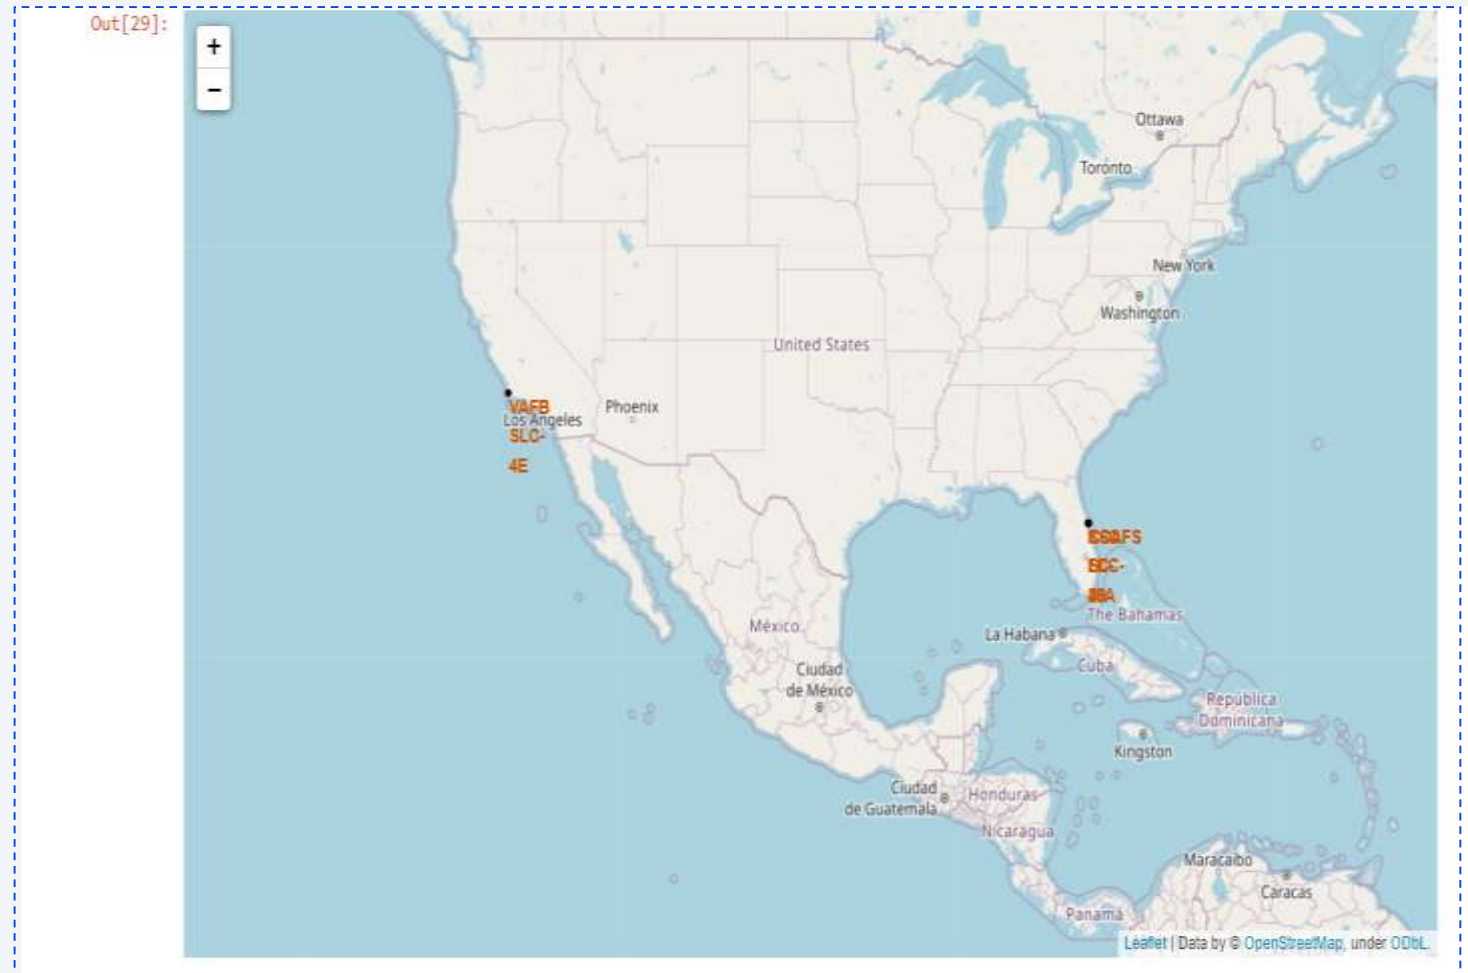 Out[29]:
+
−
Ottawa
Toronto
New York
Washington
United States
VAFB
Los Angeles
Phoenix
SLC-
4E
The Bahamas
La Habana
México
Cuba
Ciudad
de México
Republica
Dominicana
Kingston
Ciudad
de Guatemala
Honduras
Nicaragua
Maracaibo
Caracas
Panamá
Leaflet | Data by © OpenStreetMap, under ODbL.